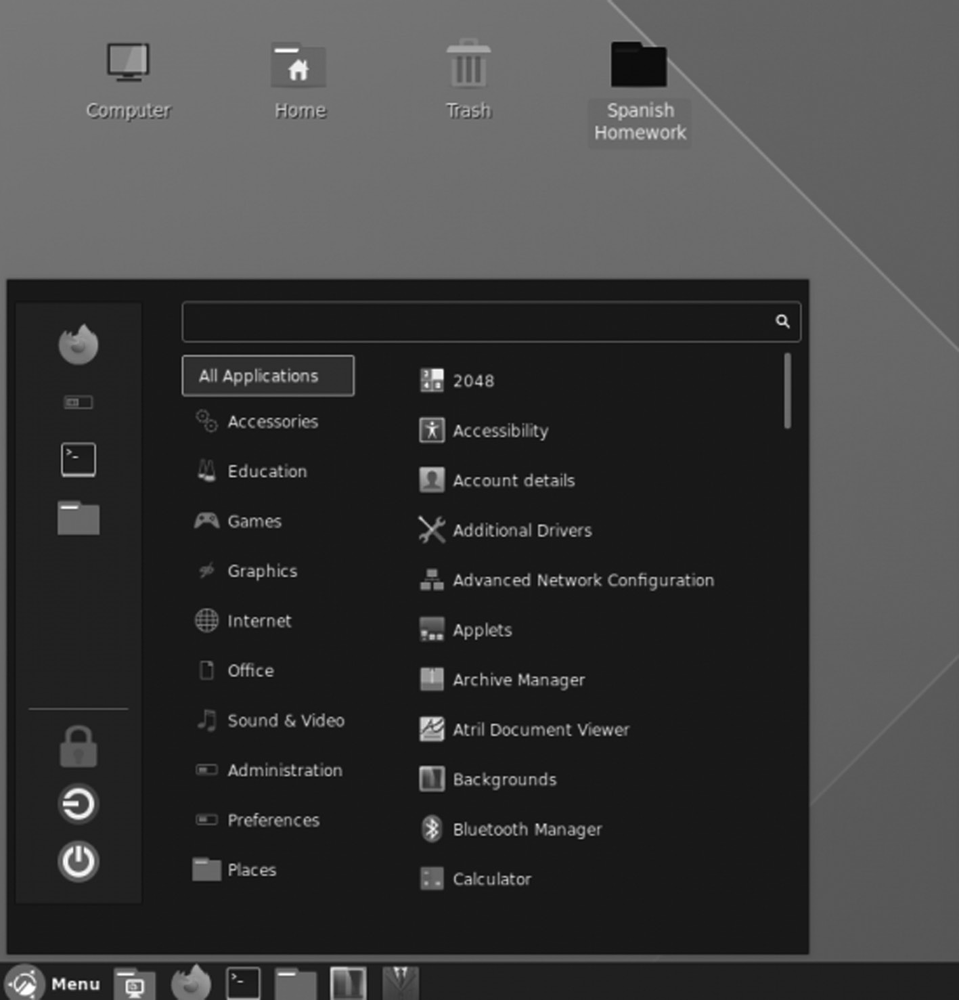 Computer
Home
Trash
Spanish
Homework
All Applications
Accessories
Education
Games
Graphics
Internet
Office
Sound & Video
Administration
Preferences
Places
2048
Accessibility
Account details
Additional Drivers
Advanced Network Configuration
Applets
Archive Manager
Atril Document Viewer
Backgrounds
Bluetooth Manager
Calculator
Menu